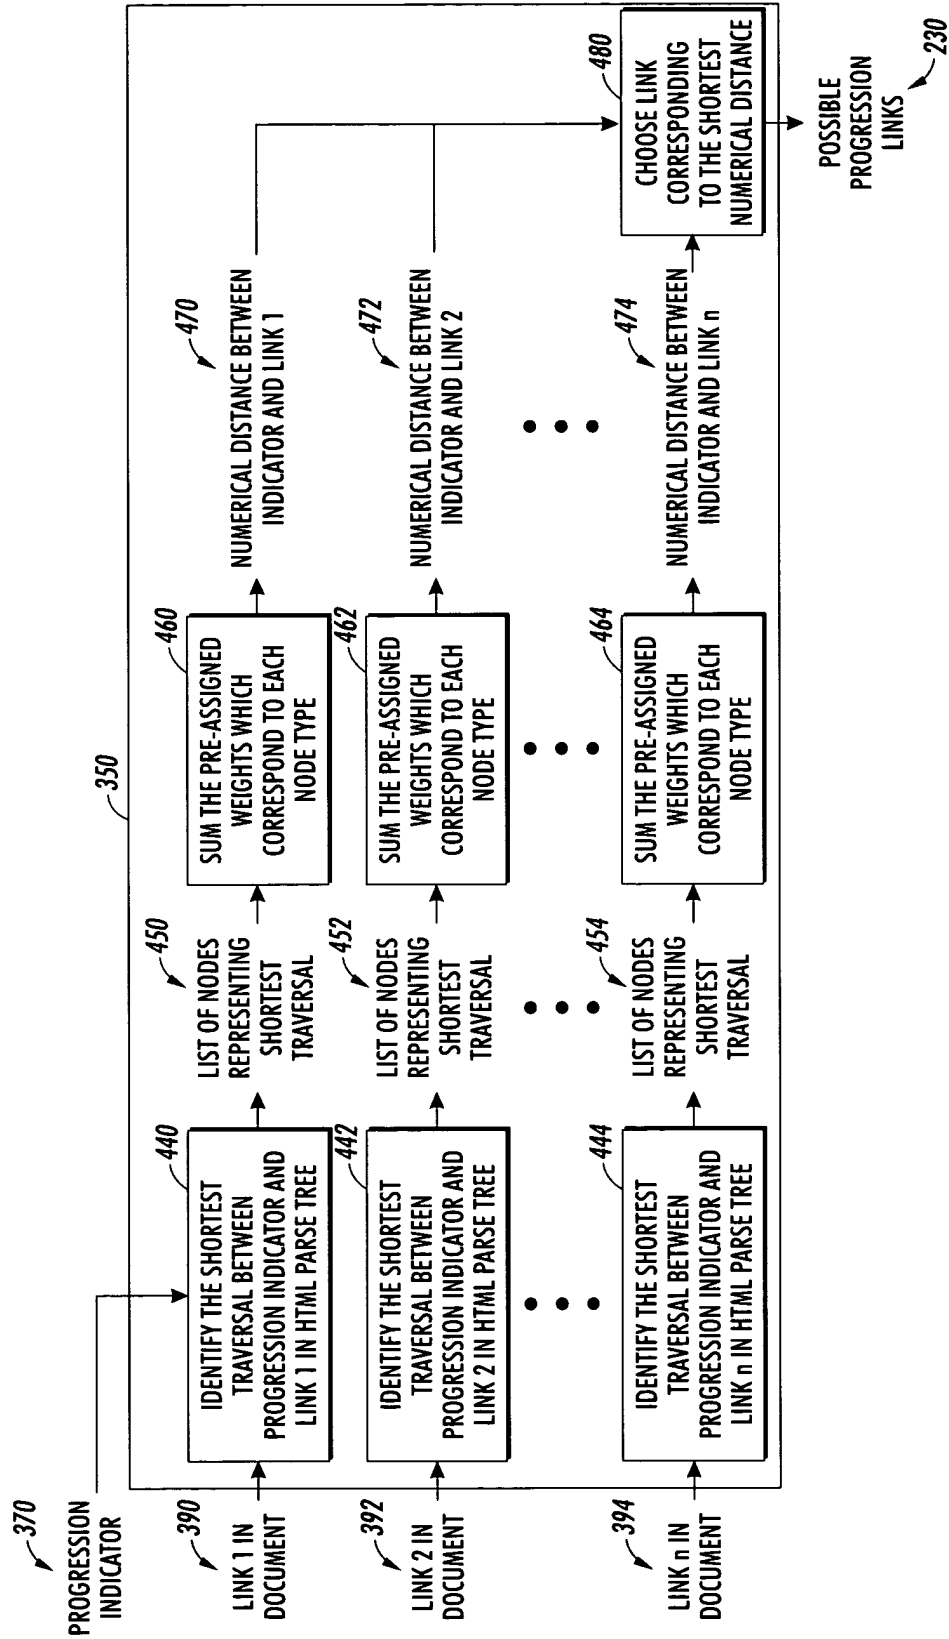 350
370
PROGRESSION
INDICATOR
390
LINK 1 IN
DOCUMENT
440
IDENTIFY THE SHORTEST
TRAVERSAL BETWEEN
PROGRESSION INDICATOR AND
LINK 1 IN HTML PARSE TREE
450
LIST OF NODES
REPRESENTING
SHORTEST
TRAVERSAL
460
SUM THE PRE-ASSIGNED
WEIGHTS WHICH
CORRESPOND TO EACH
NODE TYPE
470
NUMERICAL DISTANCE BETWEEN
INDICATOR AND LINK 1
392
LINK 2 IN
DOCUMENT
442
IDENTIFY THE SHORTEST
TRAVERSAL BETWEEN
PROGRESSION INDICATOR AND
LINK 2 IN HTML PARSE TREE
452
LIST OF NODES
REPRESENTING
SHORTEST
TRAVERSAL
462
SUM THE PRE-ASSIGNED
WEIGHTS WHICH
CORRESPOND TO EACH
NODE TYPE
472
NUMERICAL DISTANCE BETWEEN
INDICATOR AND LINK 2
394
LINK n IN
DOCUMENT
444
IDENTIFY THE SHORTEST
TRAVERSAL BETWEEN
PROGRESSION INDICATOR AND
LINK n IN HTML PARSE TREE
454
LIST OF NODES
REPRESENTING
SHORTEST
TRAVERSAL
464
SUM THE PRE-ASSIGNED
WEIGHTS WHICH
CORRESPOND TO EACH
NODE TYPE
474
NUMERICAL DISTANCE BETWEEN
INDICATOR AND LINK n
480
CHOOSE LINK
CORRESPONDING
TO THE SHORTEST
NUMERICAL DISTANCE
POSSIBLE
PROGRESSION
LINKS
230